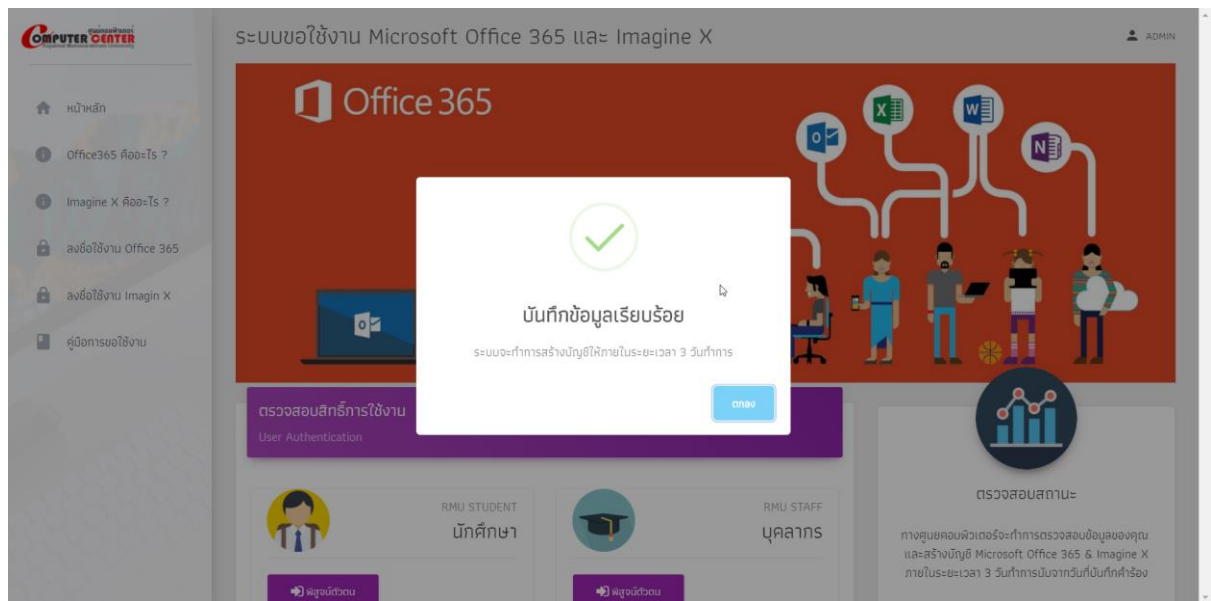 ศูนย์คอมพิวเตอร์
COMPUTER CENTER
ระบบขอใช้งาน Microsoft Office 365 และ Imagine X
ADMIN
หน้าหลัก
Office365 คืออะไร ?
Imagine X คืออะไร ?
ลงชื่อใช้งาน Office 365
ลงชื่อใช้งาน Imagin X
คู่มือการขอใช้งาน
Office 365
บันทึกข้อมูลเรียบร้อย
ระบบจะทำการสร้างบัญชีให้ภายในระยะเวลา 3 วันทำการ
ตกลง
ตรวจสอบสิทธิ์การใช้งาน
User Authentication
RMU STUDENT
นักศึกษา
พิสูจน์ตัวตน
RMU STAFF
บุคลากร
พิสูจน์ตัวตน
ตรวจสอบสถานะ
ทางศูนยคอมพิวเตอร์จะทำการตรวจสอบข้อมูลของคุณ
และสร้างบัญชี Microsoft Office 365 & Imagine X
ภายในระยะเวลา 3 วันทำการนับจากวันที่บันทึกคำร้อง